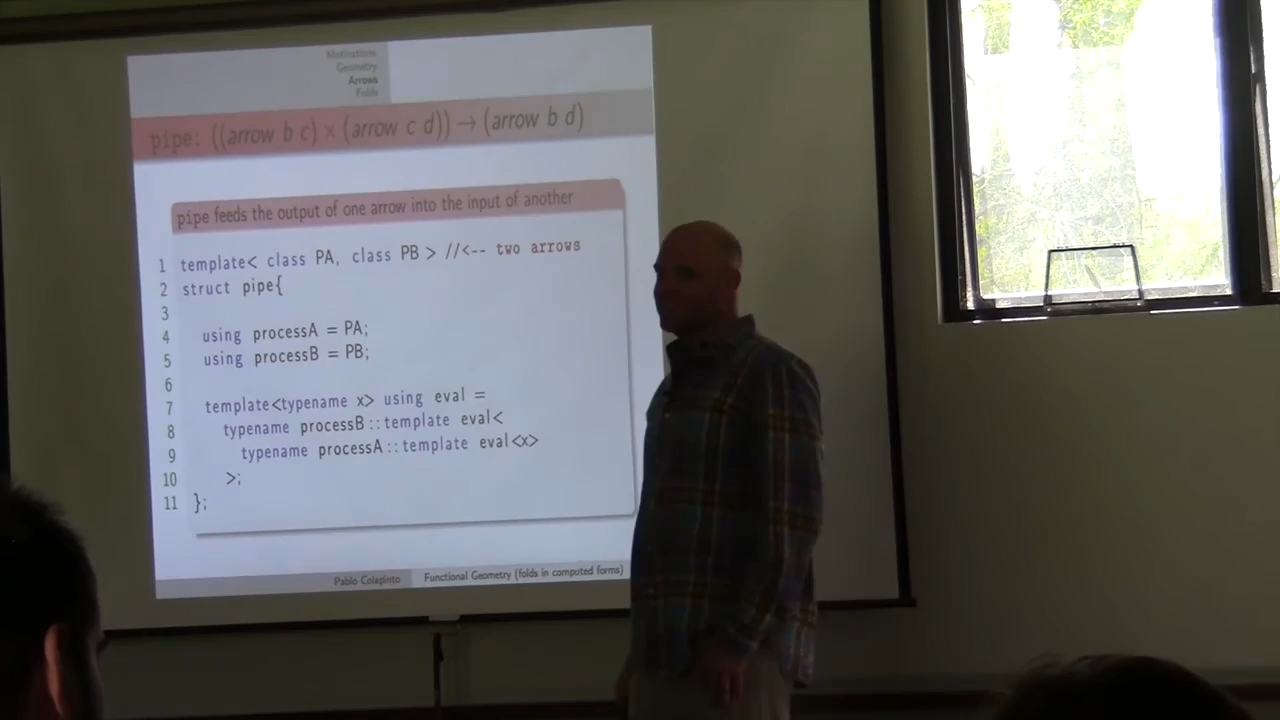 Motivations
Geometry
Arrows
Folds
pipe: ((arrow b c) × (arrow c d)) → (arrow b d)
pipe feeds the output of one arrow into the input of another
1 template< class PA, class PB > //<-- two arrows
2 struct pipe{
3
4 using processA = PA;
5 using processB = PB;
6
7 template<typename x> using eval =
8 typename processB::template eval<
9 typename processA::template eval<x>
10 >;
11 };
Pablo Colapinto Functional Geometry (folds in computed forms)